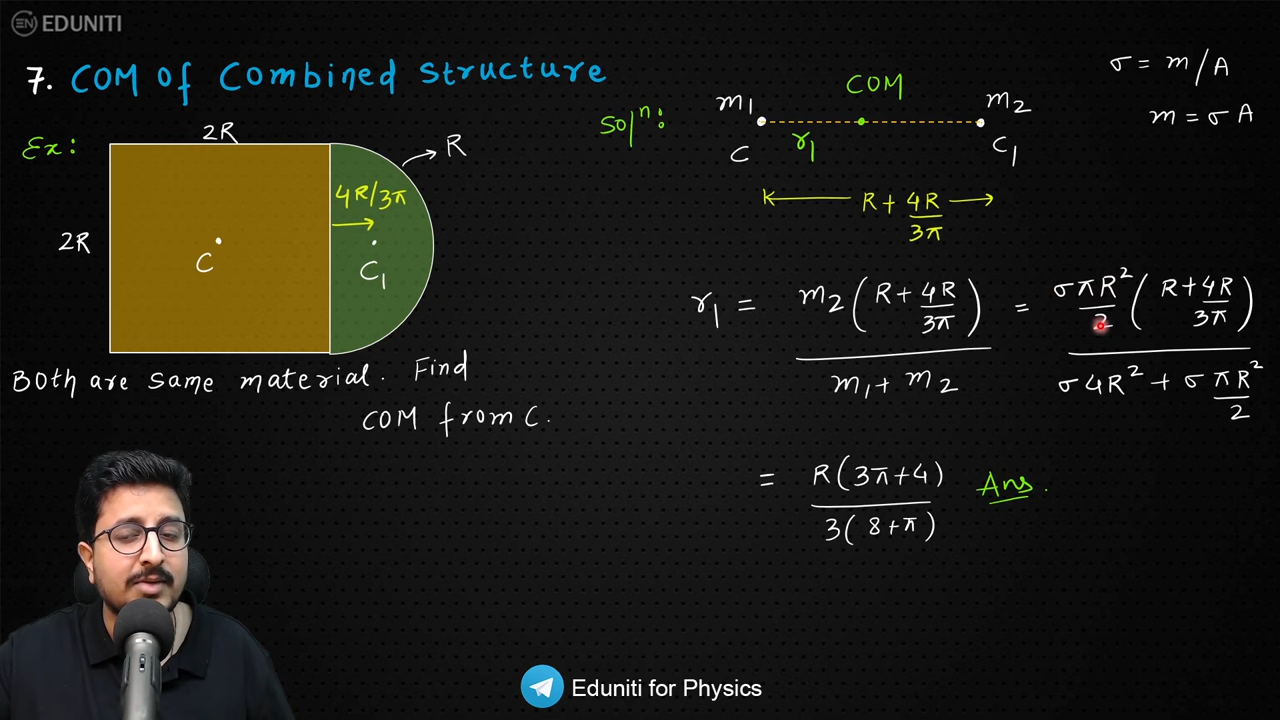 EN EDUNITI
7. COM of Combined Structure
Ex:
2R
R
2R
4R/3π
C
C₁
Both are same material. Find
COM from C.
Solⁿ:
m₁
COM
m₂
C
r₁
C₁
R + 4R/3π
σ = m/A
m = σ A
r₁ = m₂(R + 4R/3π) / m₁ + m₂ = σπR²/2 (R + 4R/3π) / σ4R² + σ πR²/2
= R(3π+4) / 3(8+π) Ans.
Eduniti for Physics